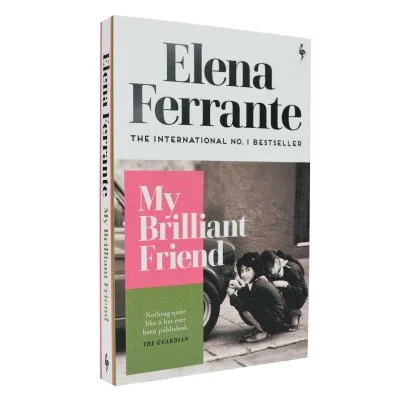 Elena
Ferrante
THE INTERNATIONAL NO. 1 BESTSELLER
My
Brilliant
Friend
Nothing quite
like it has ever
been published.
THE GUARDIAN
Elena Ferrante
My Brilliant Friend